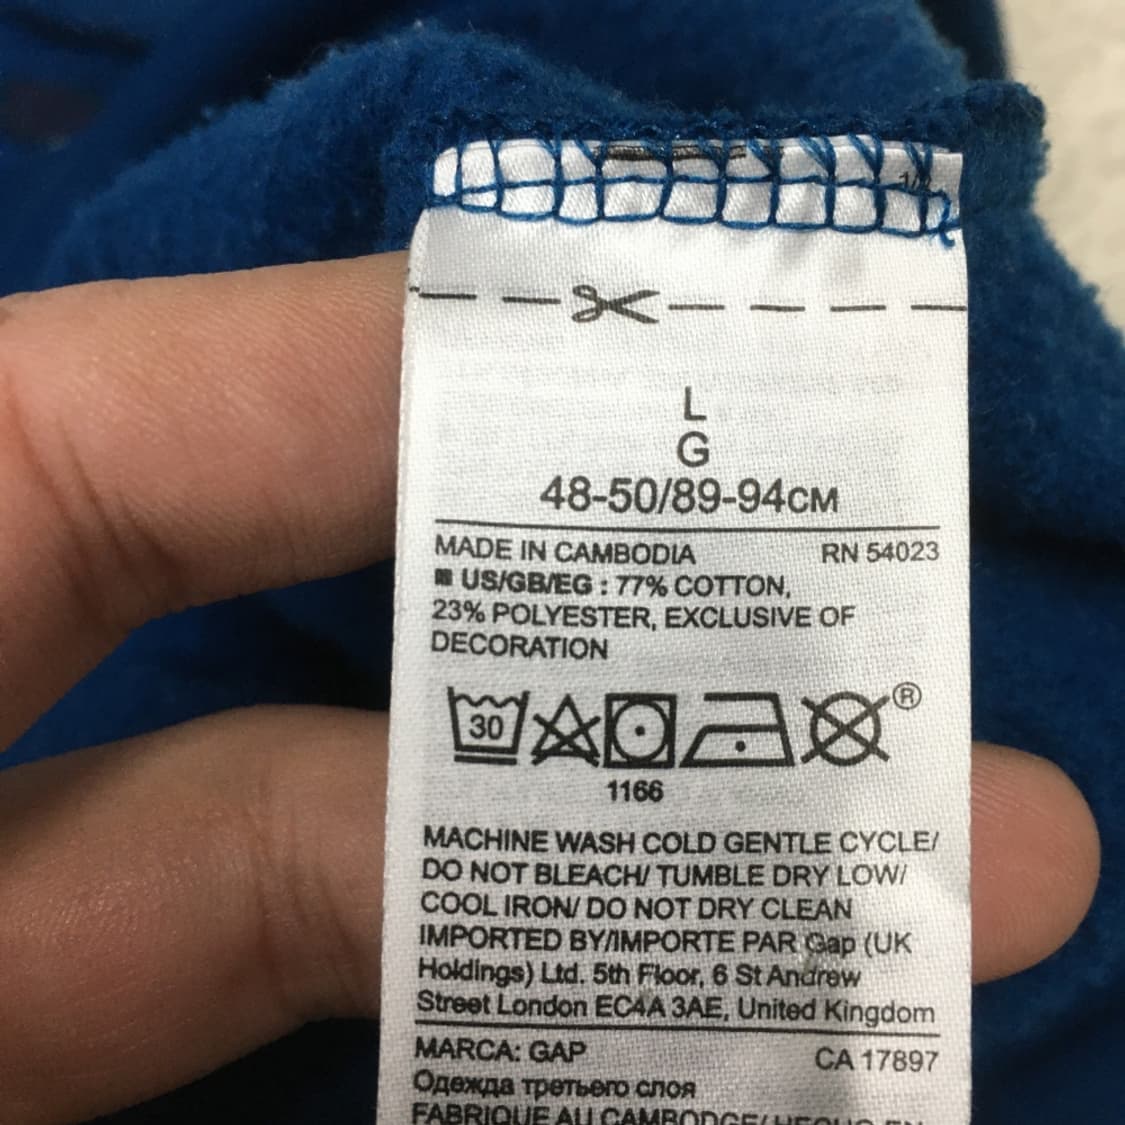 L
G
48-50/89-94CM
MADE IN CAMBODIA RN 54023
US/GB/EG : 77% COTTON,
23% POLYESTER, EXCLUSIVE OF
DECORATION
30
®
1166
MACHINE WASH COLD GENTLE CYCLE/
DO NOT BLEACH/ TUMBLE DRY LOW/
COOL IRON/ DO NOT DRY CLEAN
IMPORTED BY/IMPORTE PAR Gap (UK
Holdings) Ltd. 5th Floor, 6 St Andrew
Street London EC4A 3AE, United Kingdom
MARCA: GAP CA 17897
Одежда третьего слоя
FABRIQUE AU CAMBODGE/